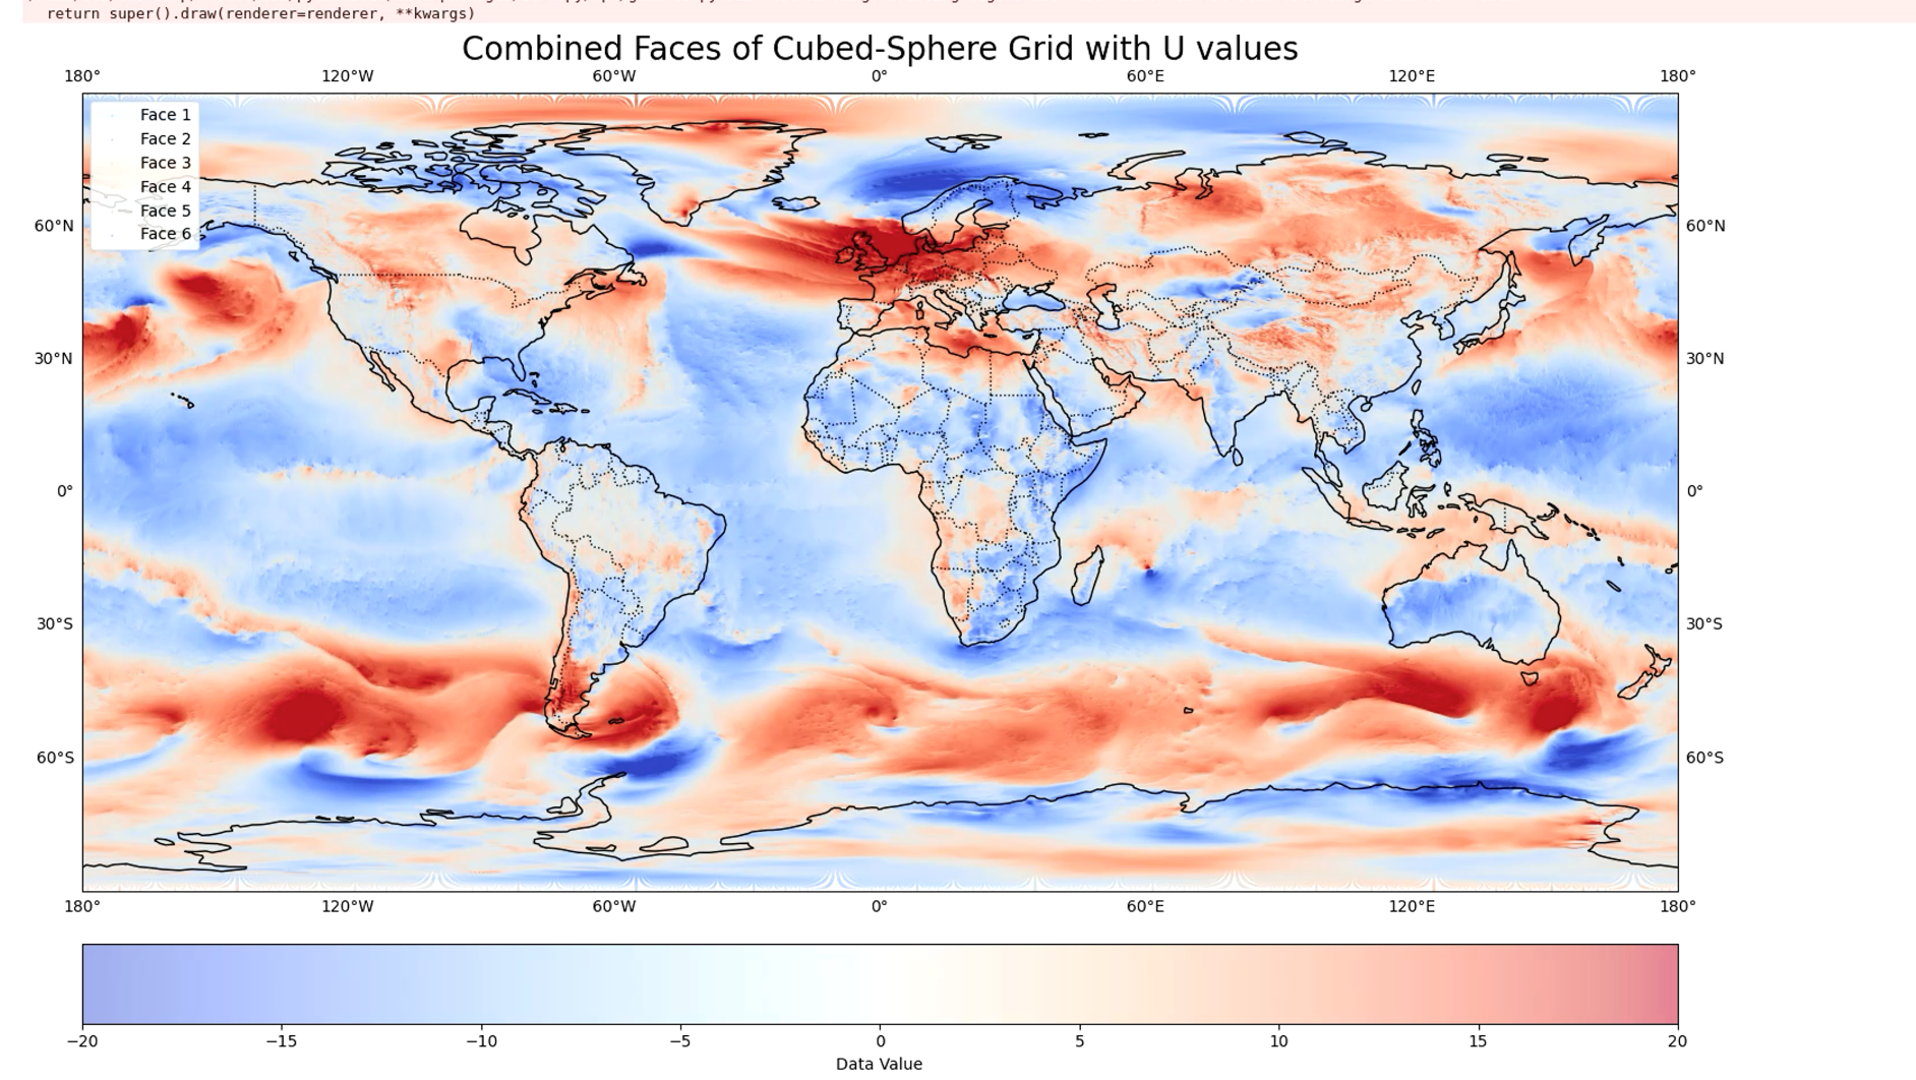 return super().draw(renderer=renderer, **kwargs)
Combined Faces of Cubed-Sphere Grid with U values
180° 120°W 60°W 0° 60°E 120°E 180°
Face 1
Face 2
Face 3
Face 4
Face 5
Face 6
60°N 60°N
30°N 30°N
0° 0°
30°S 30°S
60°S 60°S
180° 120°W 60°W 0° 60°E 120°E 180°
−20 −15 −10 −5 0 5 10 15 20
Data Value